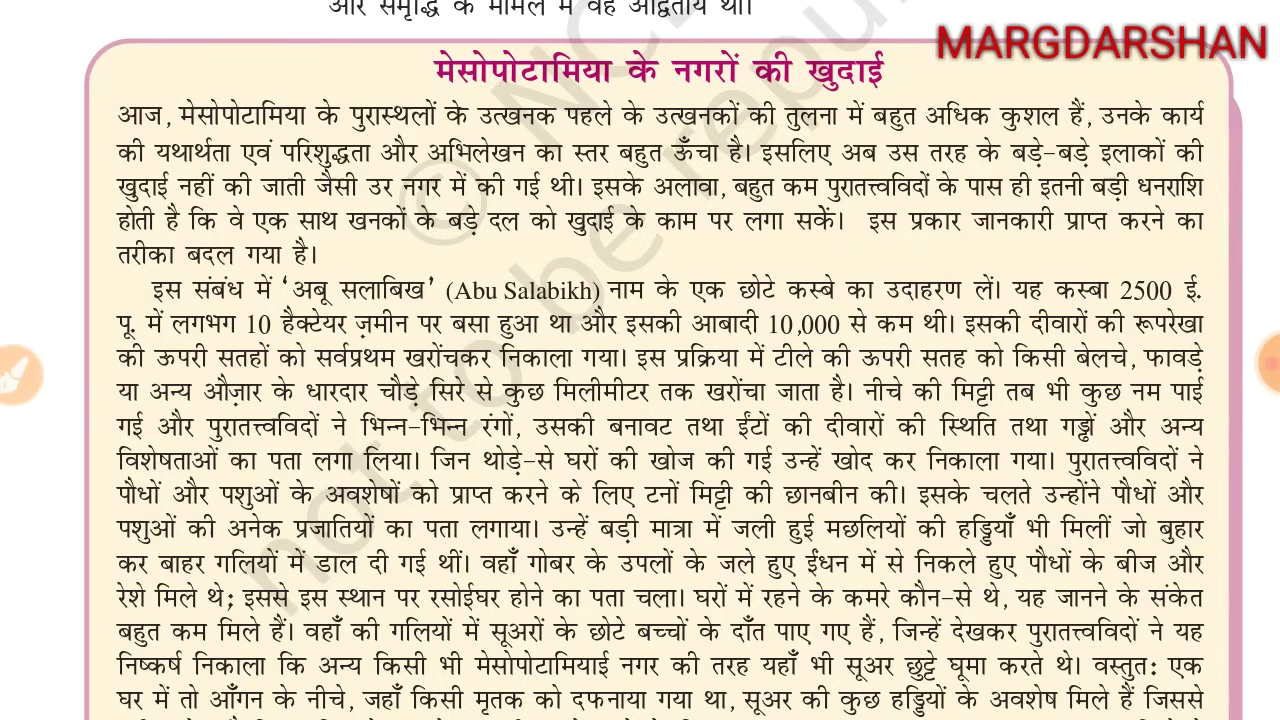 और समृद्धि के मामले में वह अद्वितीय था।
MARGDARSHAN
मेसोपोटामिया के नगरों की खुदाई
आज, मेसोपोटामिया के पुरास्थलों के उत्खनक पहले के उत्खनकों की तुलना में बहुत अधिक कुशल हैं, उनके कार्य
की यथार्थता एवं परिशुद्धता और अभिलेखन का स्तर बहुत ऊँचा है। इसलिए अब उस तरह के बड़े-बड़े इलाकों की
खुदाई नहीं की जाती जैसी उर नगर में की गई थी। इसके अलावा, बहुत कम पुरातत्त्वविदों के पास ही इतनी बड़ी धनराशि
होती है कि वे एक साथ खनकों के बड़े दल को खुदाई के काम पर लगा सकें। इस प्रकार जानकारी प्राप्त करने का
तरीका बदल गया है।
इस संबंध में ‘अबू सलाबिख’ (Abu Salabikh) नाम के एक छोटे कस्बे का उदाहरण लें। यह कस्बा 2500 ई.
पू. में लगभग 10 हैक्टेयर ज़मीन पर बसा हुआ था और इसकी आबादी 10,000 से कम थी। इसकी दीवारों की रूपरेखा
की ऊपरी सतहों को सर्वप्रथम खरोंचकर निकाला गया। इस प्रक्रिया में टीले की ऊपरी सतह को किसी बेलचे, फावड़े
या अन्य औज़ार के धारदार चौड़े सिरे से कुछ मिलीमीटर तक खरोंचा जाता है। नीचे की मिट्टी तब भी कुछ नम पाई
गई और पुरातत्त्वविदों ने भिन्न-भिन्न रंगों, उसकी बनावट तथा ईंटों की दीवारों की स्थिति तथा गड्ढों और अन्य
विशेषताओं का पता लगा लिया। जिन थोड़े-से घरों की खोज की गई उन्हें खोद कर निकाला गया। पुरातत्त्वविदों ने
पौधों और पशुओं के अवशेषों को प्राप्त करने के लिए टनों मिट्टी की छानबीन की। इसके चलते उन्होंने पौधों और
पशुओं की अनेक प्रजातियों का पता लगाया। उन्हें बड़ी मात्रा में जली हुई मछलियों की हड्डियाँ भी मिलीं जो बुहार
कर बाहर गलियों में डाल दी गई थीं। वहाँ गोबर के उपलों के जले हुए ईंधन में से निकले हुए पौधों के बीज और
रेशे मिले थे; इससे इस स्थान पर रसोईघर होने का पता चला। घरों में रहने के कमरे कौन-से थे, यह जानने के संकेत
बहुत कम मिले हैं। वहाँ की गलियों में सूअरों के छोटे बच्चों के दाँत पाए गए हैं, जिन्हें देखकर पुरातत्त्वविदों ने यह
निष्कर्ष निकाला कि अन्य किसी भी मेसोपोटामियाई नगर की तरह यहाँ भी सूअर छुट्टे घूमा करते थे। वस्तुत: एक
घर में तो आँगन के नीचे, जहाँ किसी मृतक को दफनाया गया था, सूअर की कुछ हड्डियों के अवशेष मिले हैं जिससे
not to be repu
© NC